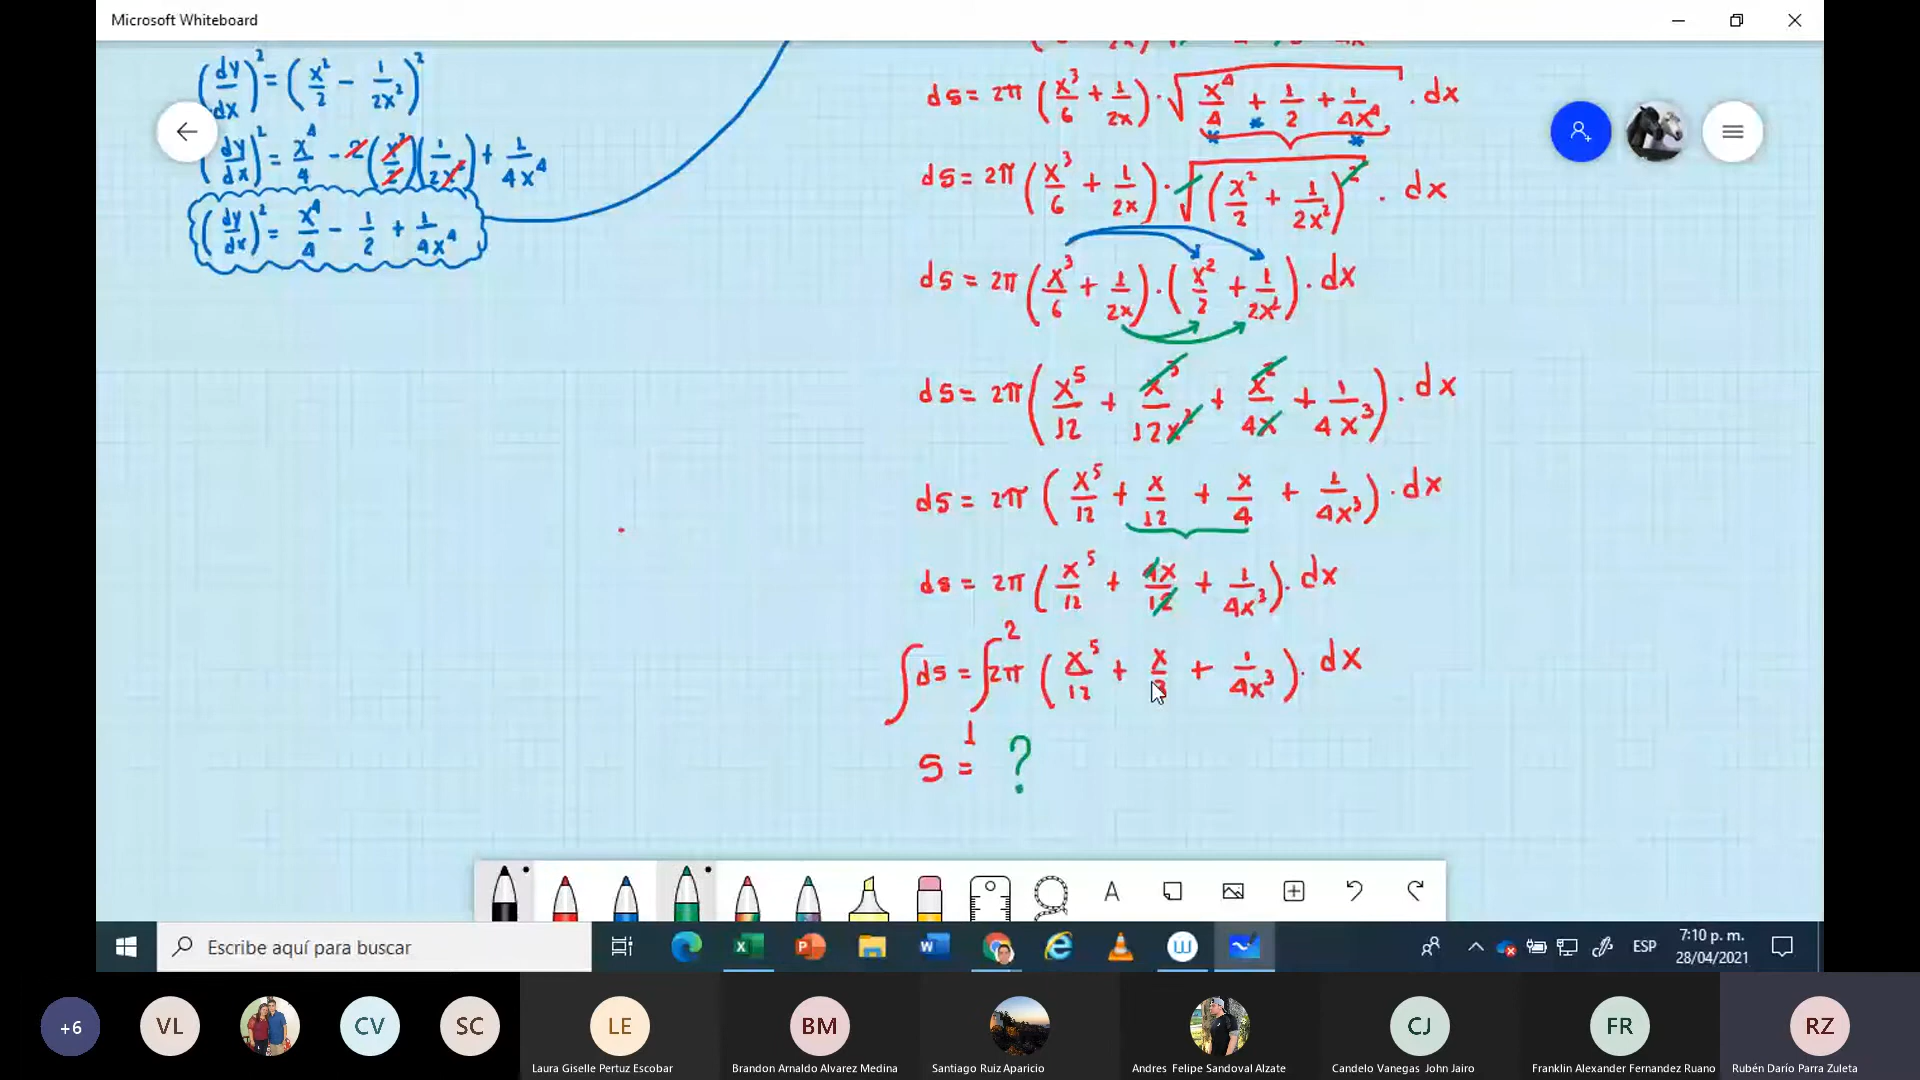 Microsoft Whiteboard
(dy/dx)² = (x²/2 - 1/2x²)²
(dy/dx)² = x⁴/4 - 2(x²/2)(1/2x²) + 1/4x⁴
(dy/dx)² = x⁴/4 - 1/2 + 1/4x⁴
ds = 2π (x³/6 + 1/2x) · √(x⁴/4 + 1/2 + 1/4x⁴) . dx
ds = 2π (x³/6 + 1/2x) · √(x²/2 + 1/2x²)² . dx
ds = 2π (x³/6 + 1/2x) · (x²/2 + 1/2x²) . dx
ds = 2π (x⁵/12 + x³/12x² + x²/4x + 1/4x³) . dx
ds = 2π (x⁵/12 + x/12 + x/4 + 1/4x³) . dx
ds = 2π (x⁵/12 + 4x/12 + 1/4x³) . dx
∫ds = ∫₁² 2π (x⁵/12 + x/3 + 1/4x³) . dx
S = ?
A
Escribe aquí para buscar
ESP
7:10 p. m.
28/04/2021
+6
VL
CV
SC
LE
BM
CJ
FR
RZ
Laura Giselle Pertuz Escobar
Brandon Arnaldo Alvarez Medina
Santiago Ruiz Aparicio
Andres Felipe Sandoval Alzate
Candelo Vanegas John Jairo
Franklin Alexander Fernandez Ruano
Rubén Darío Parra Zuleta